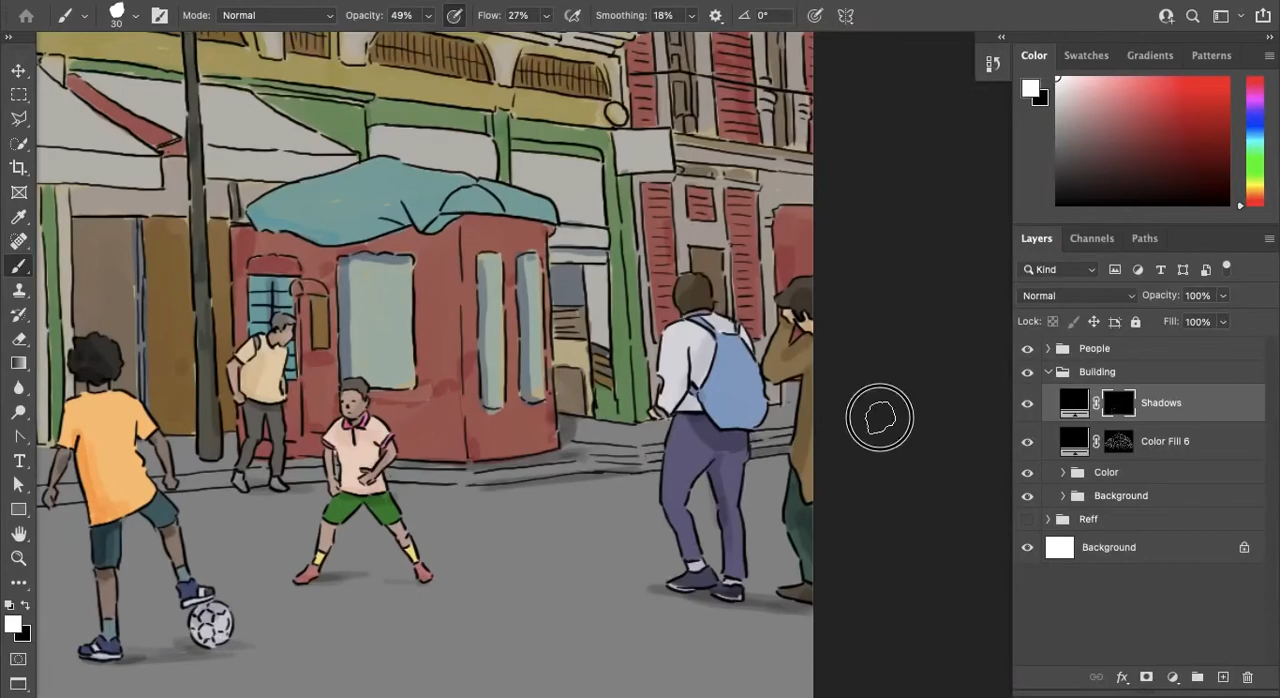 30
Mode: Normal
Opacity: 49%
Flow: 27%
Smoothing: 18%
0°
Color Swatches Gradients Patterns
Layers Channels Paths
Kind
Normal
Opacity: 100%
Lock:
Fill: 100%
People
Building
Shadows
Color Fill 6
Color
Background
Reff
Background